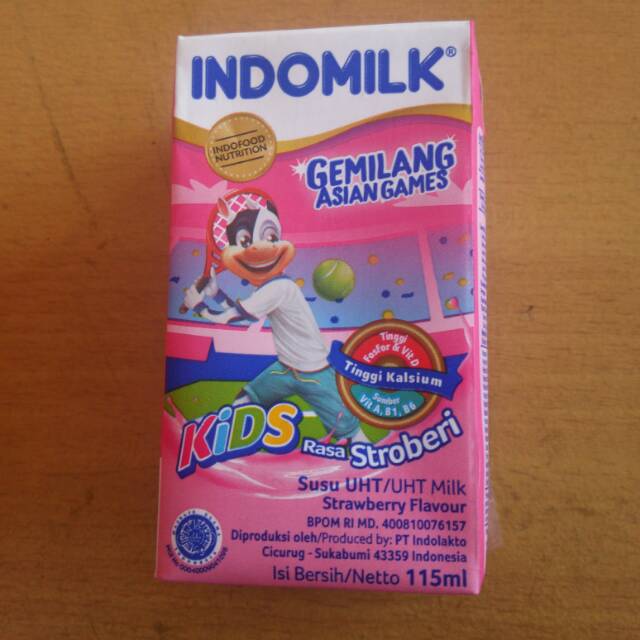 INDOMILK®
INDOFOOD
NUTRITION
GEMILANG
ASIAN GAMES
Tinggi
Fosfor & Vit D
Tinggi Kalsium
Sumber
Vit A, B1, B6
KiDS
Rasa Stroberi
Susu UHT/UHT Milk
Strawberry Flavour
BPOM RI MD. 400810076157
Diproduksi oleh/Produced by: PT Indolakto
Cicurug - Sukabumi 43359 Indonesia
Isi Bersih/Netto 115ml